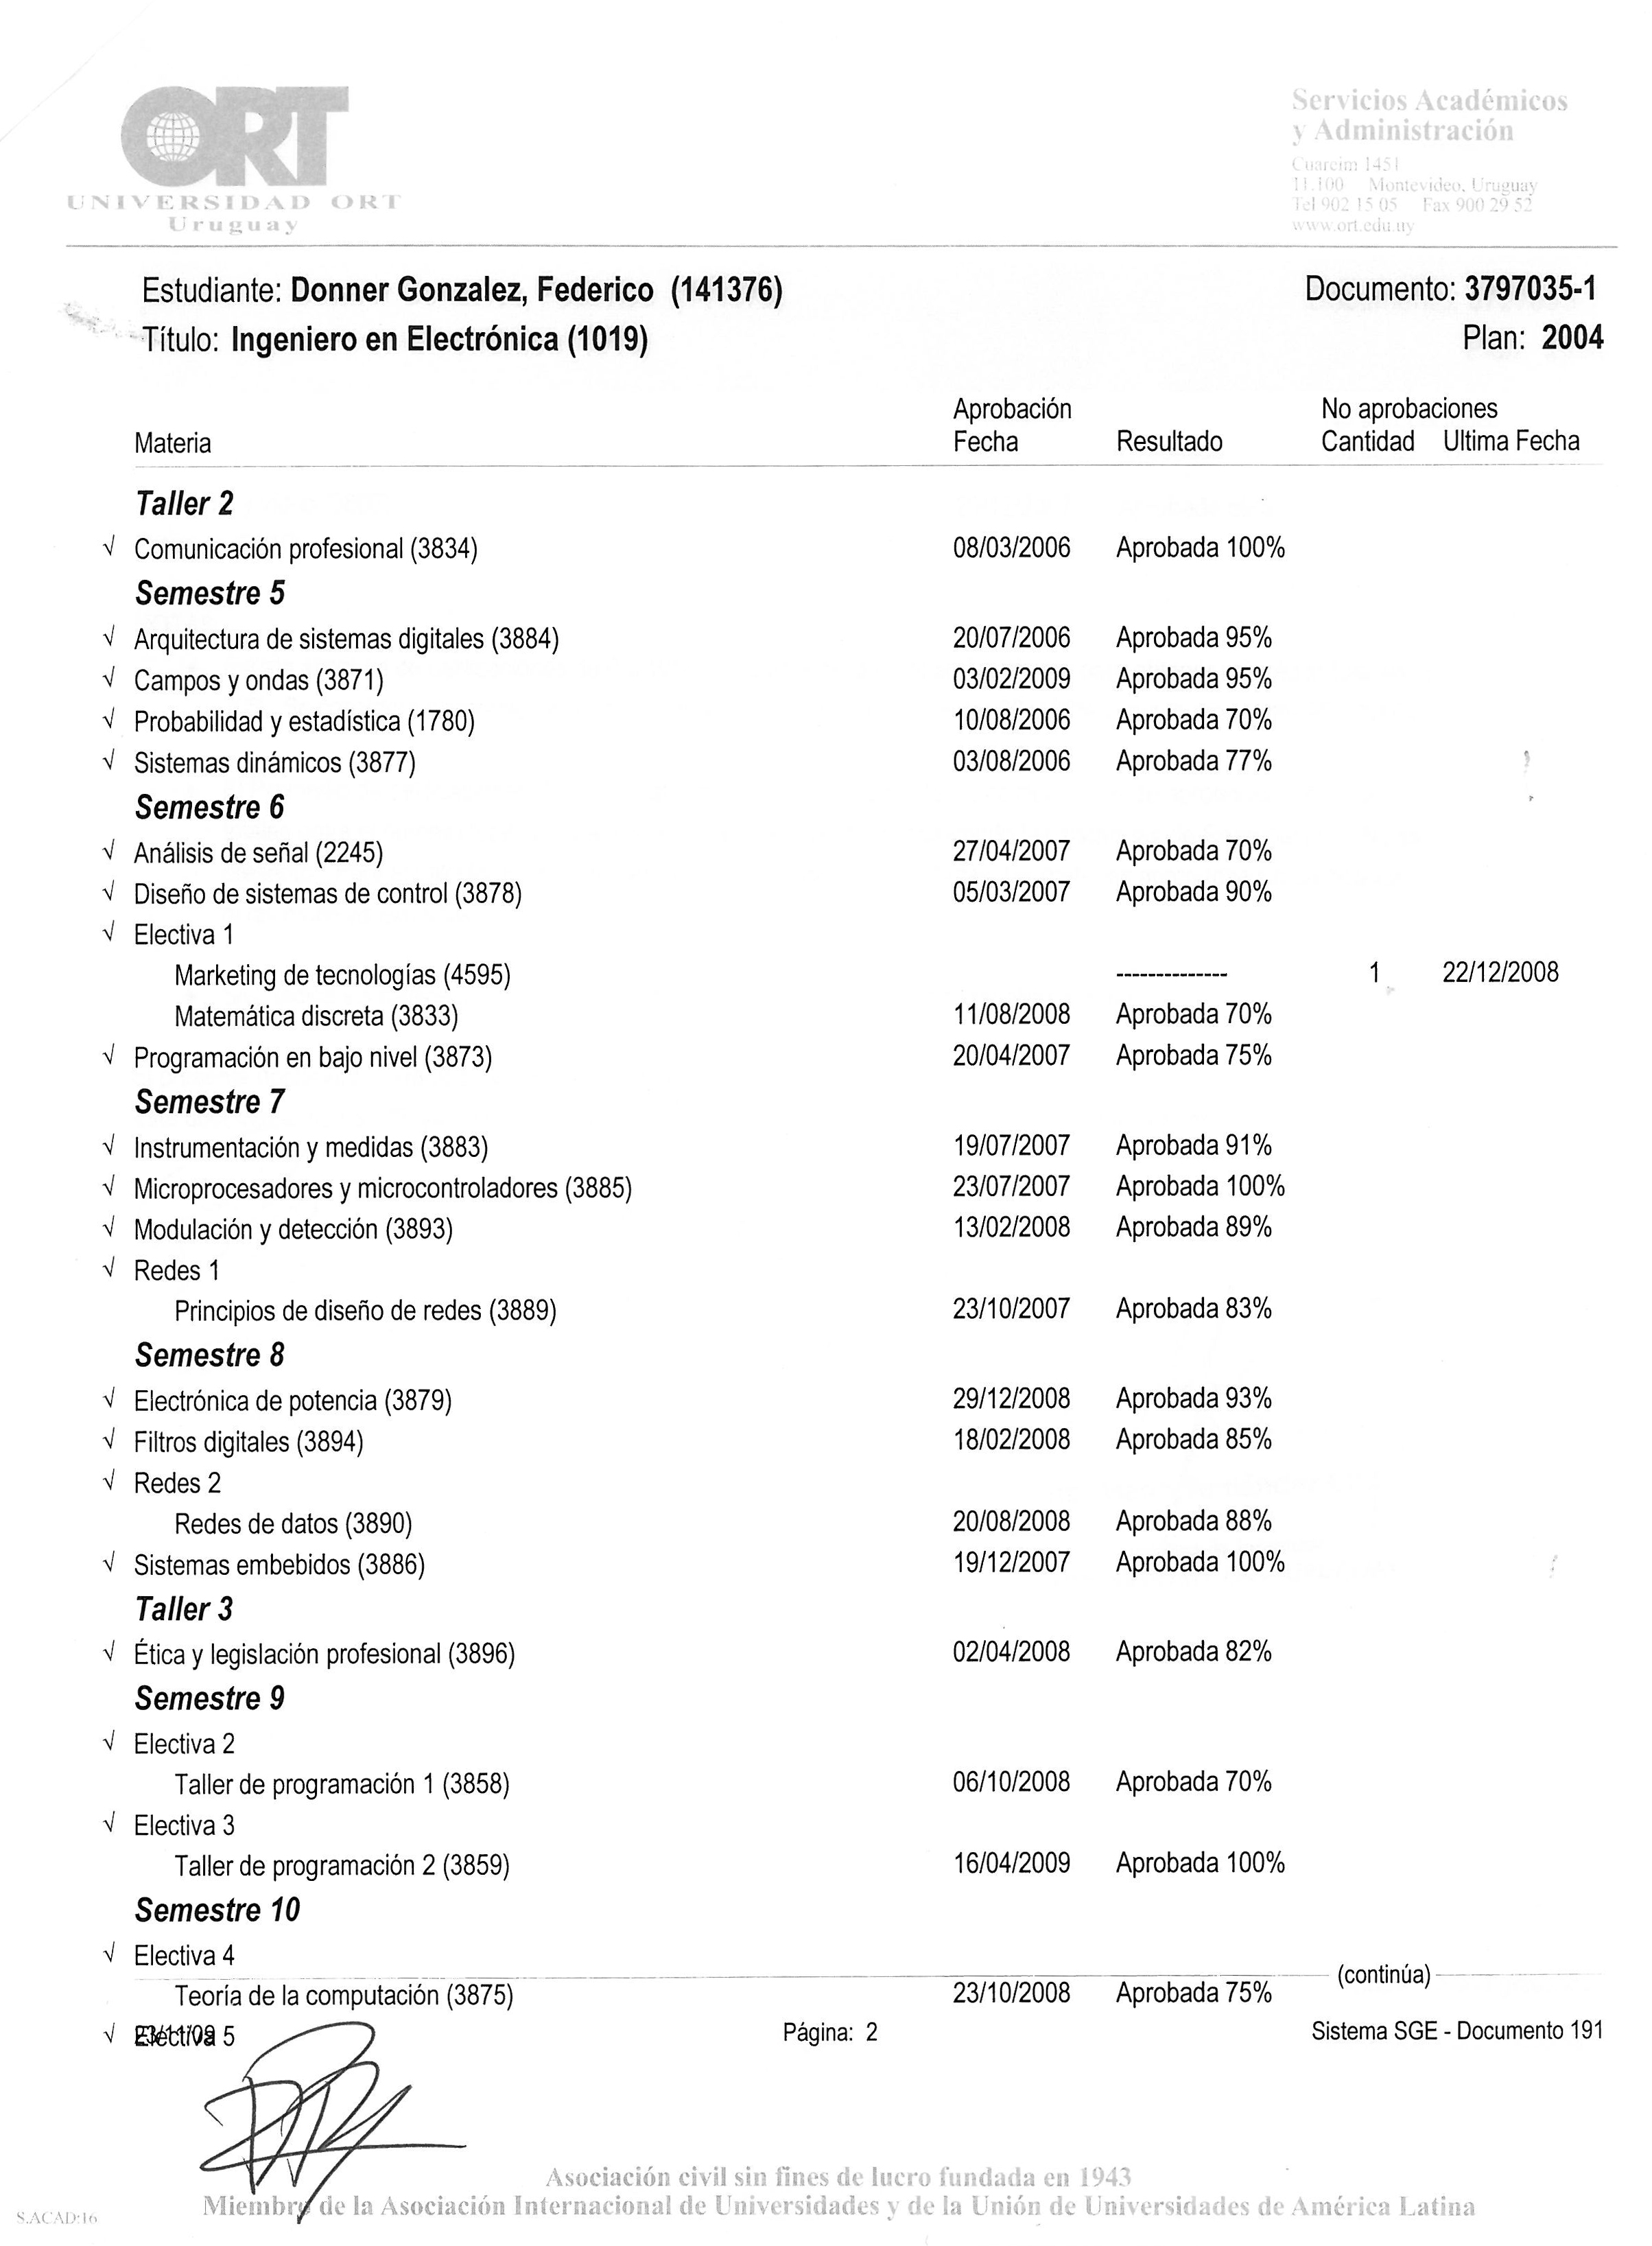 ORT
UNIVERSIDAD ORT
Uruguay
Servicios Académicos
y Administración
Cuareim 1451
11.100 Montevideo, Uruguay
Tel 902 15 05 Fax 900 29 52
www.ort.edu.uy
Estudiante: Donner Gonzalez, Federico (141376) Documento: 3797035-1
Título: Ingeniero en Electrónica (1019) Plan: 2004
Aprobación No aprobaciones
Materia Fecha Resultado Cantidad Ultima Fecha
Taller 2
√ Comunicación profesional (3834) 08/03/2006 Aprobada 100%
Semestre 5
√ Arquitectura de sistemas digitales (3884) 20/07/2006 Aprobada 95%
√ Campos y ondas (3871) 03/02/2009 Aprobada 95%
√ Probabilidad y estadística (1780) 10/08/2006 Aprobada 70%
√ Sistemas dinámicos (3877) 03/08/2006 Aprobada 77%
Semestre 6
√ Análisis de señal (2245) 27/04/2007 Aprobada 70%
√ Diseño de sistemas de control (3878) 05/03/2007 Aprobada 90%
√ Electiva 1
Marketing de tecnologías (4595) -------------- 1 22/12/2008
Matemática discreta (3833) 11/08/2008 Aprobada 70%
√ Programación en bajo nivel (3873) 20/04/2007 Aprobada 75%
Semestre 7
√ Instrumentación y medidas (3883) 19/07/2007 Aprobada 91%
√ Microprocesadores y microcontroladores (3885) 23/07/2007 Aprobada 100%
√ Modulación y detección (3893) 13/02/2008 Aprobada 89%
√ Redes 1
Principios de diseño de redes (3889) 23/10/2007 Aprobada 83%
Semestre 8
√ Electrónica de potencia (3879) 29/12/2008 Aprobada 93%
√ Filtros digitales (3894) 18/02/2008 Aprobada 85%
√ Redes 2
Redes de datos (3890) 20/08/2008 Aprobada 88%
√ Sistemas embebidos (3886) 19/12/2007 Aprobada 100%
Taller 3
√ Ética y legislación profesional (3896) 02/04/2008 Aprobada 82%
Semestre 9
√ Electiva 2
Taller de programación 1 (3858) 06/10/2008 Aprobada 70%
√ Electiva 3
Taller de programación 2 (3859) 16/04/2009 Aprobada 100%
Semestre 10
√ Electiva 4
(continúa)
Teoría de la computación (3875) 23/10/2008 Aprobada 75%
√ Electiva 5
23/11/09 Página: 2 Sistema SGE - Documento 191
Asociación civil sin fines de lucro fundada en 1943
Miembro de la Asociación Internacional de Universidades y de la Unión de Universidades de América Latina
S.ACAD:16